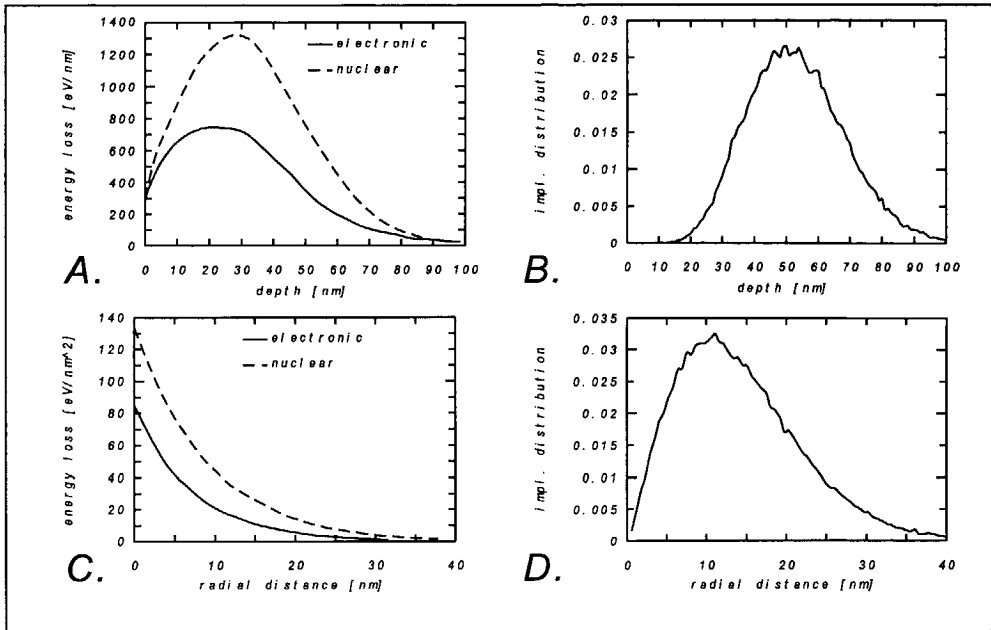 1400
1200
1000
800
600
400
200
0
energy loss [eV/nm]
electronic
nuclear
0 10 20 30 40 50 60 70 80 90 100
depth [nm]
A.
0.03
0.025
0.02
0.015
0.01
0.005
0
impl. distribution
0 10 20 30 40 50 60 70 80 90 100
depth [nm]
B.
140
120
100
80
60
40
20
0
energy loss [eV/nm^2]
electronic
nuclear
0 10 20 30 40
radial distance [nm]
C.
0.035
0.03
0.025
0.02
0.015
0.01
0.005
0
impl. distribution
0 10 20 30 40
radial distance [nm]
D.